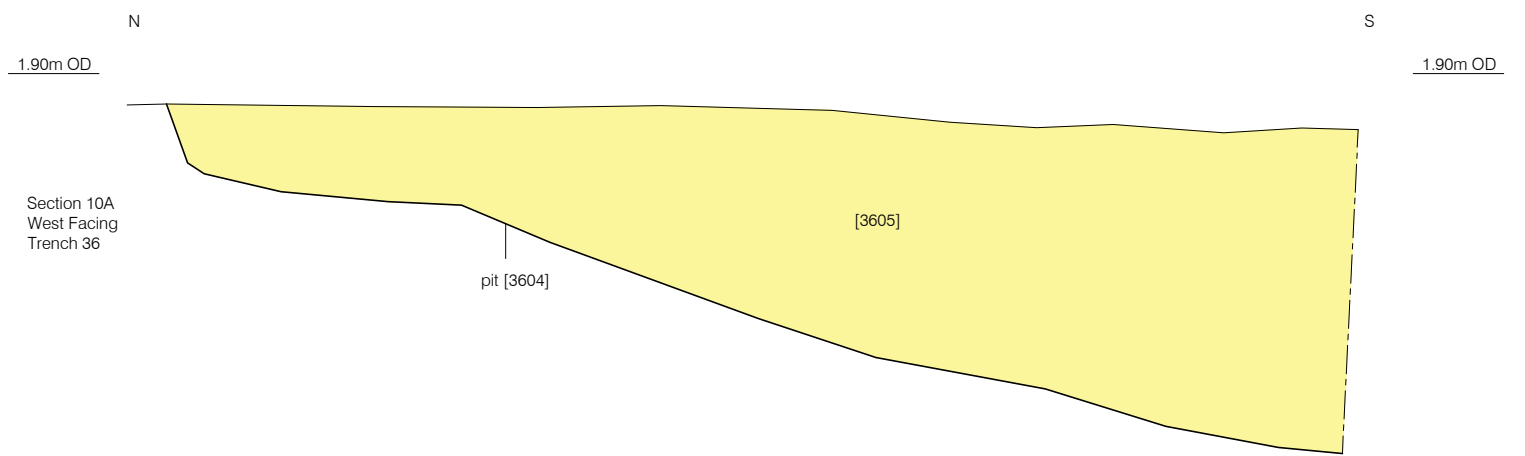 N
S
1.90m OD
1.90m OD
Section 10A
West Facing
Trench 36
[3605]
pit [3604]